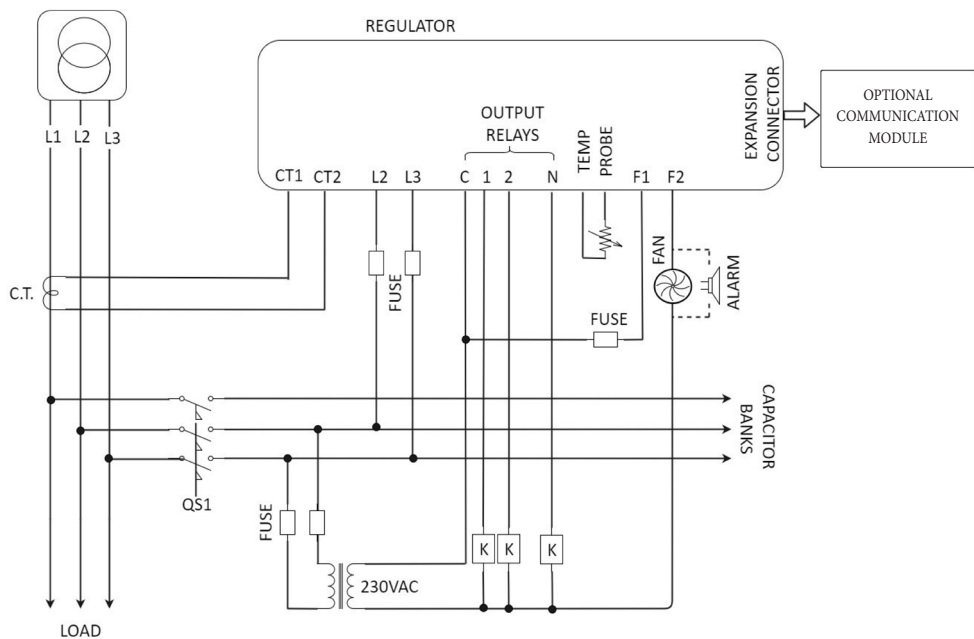 REGULATOR
L1 L2 L3
OUTPUT
RELAYS
TEMP
PROBE
EXPANSION
CONNECTOR
OPTIONAL
COMMUNICATION
MODULE
CT1 CT2 L2 L3 C 1 2 N F1 F2
C.T.
FUSE
FAN
ALARM
FUSE
CAPACITOR
BANKS
QS1
FUSE
K K K
230VAC
LOAD